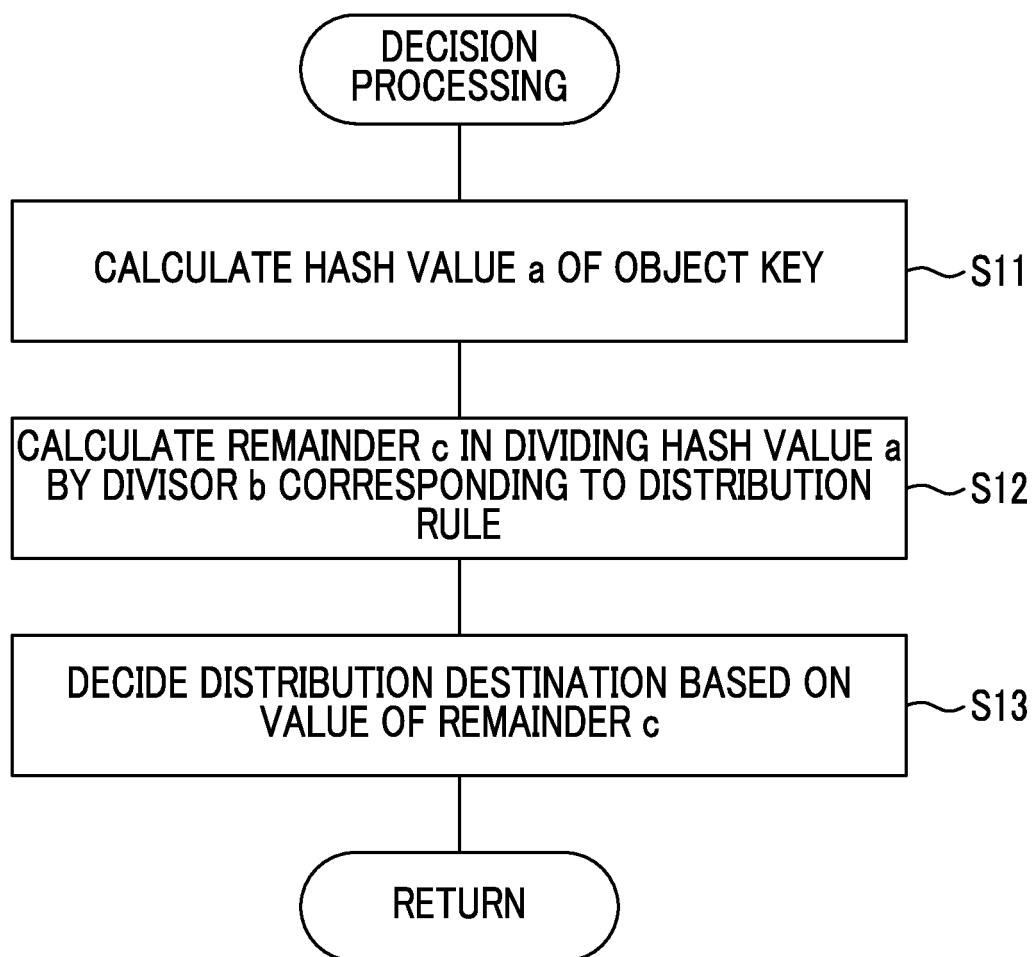 DECISION
PROCESSING
CALCULATE HASH VALUE a OF OBJECT KEY
S11
CALCULATE REMAINDER c IN DIVIDING HASH VALUE a
BY DIVISOR b CORRESPONDING TO DISTRIBUTION
RULE
S12
DECIDE DISTRIBUTION DESTINATION BASED ON
VALUE OF REMAINDER c
S13
RETURN